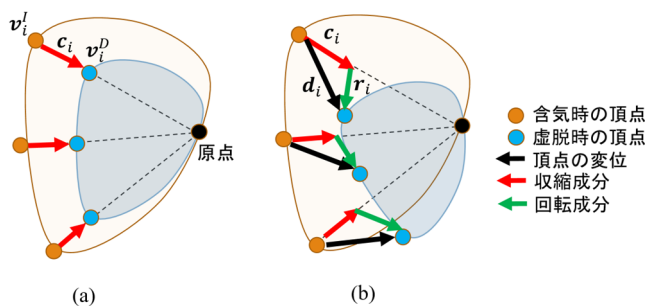 v_i^I
c_i
v_i^D
原点
(a)
c_i
d_i
r_i
(b)
含気時の頂点
虚脱時の頂点
頂点の変位
収縮成分
回転成分